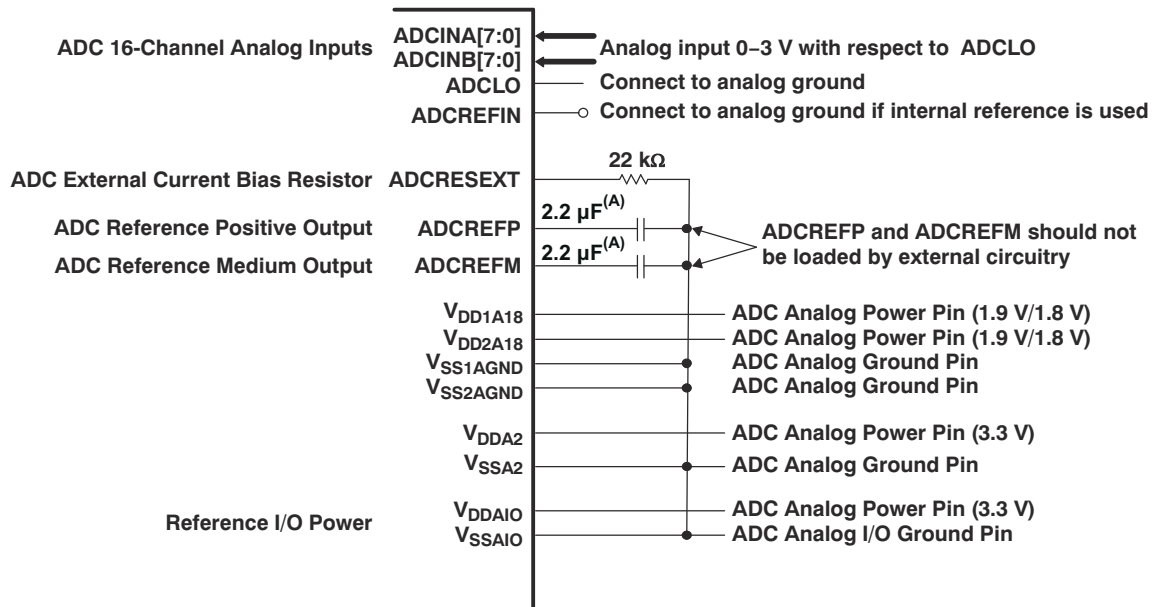 ADC 16-Channel Analog Inputs
ADCINA[7:0]
ADCINB[7:0]
Analog input 0–3 V with respect to ADCLO
ADCLO
Connect to analog ground
ADCREFIN
Connect to analog ground if internal reference is used
22 kΩ
ADC External Current Bias Resistor ADCRESEXT
2.2 µF(A)
ADC Reference Positive Output ADCREFP
2.2 µF(A)
ADC Reference Medium Output ADCREFM
ADCREFP and ADCREFM should not
be loaded by external circuitry
VDD1A18 ADC Analog Power Pin (1.9 V/1.8 V)
VDD2A18 ADC Analog Power Pin (1.9 V/1.8 V)
VSS1AGND ADC Analog Ground Pin
VSS2AGND ADC Analog Ground Pin
VDDA2 ADC Analog Power Pin (3.3 V)
VSSA2 ADC Analog Ground Pin
Reference I/O Power
VDDAIO ADC Analog Power Pin (3.3 V)
VSSAIO ADC Analog I/O Ground Pin